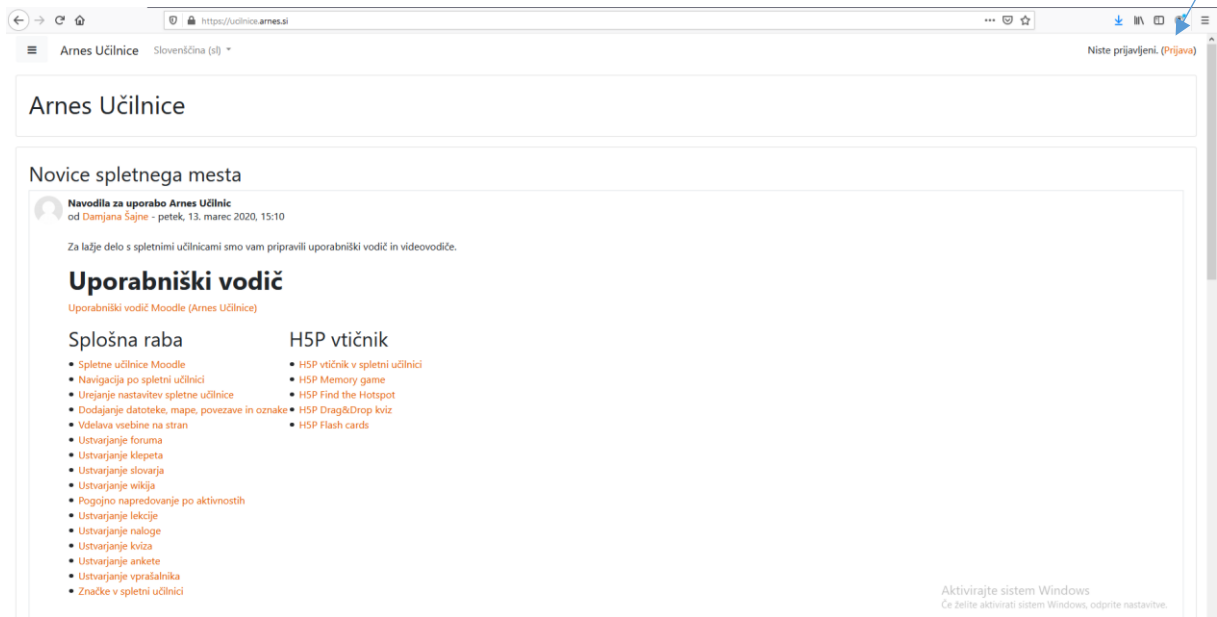 https://ucilnice.arnes.si
Arnes Učilnice Slovenščina (sl)
Niste prijavljeni. (Prijava)
Arnes Učilnice
Novice spletnega mesta
Navodila za uporabo Arnes Učilnic
od Damjana Šajne - petek, 13. marec 2020, 15:10
Za lažje delo s spletnimi učilnicami smo vam pripravili uporabniški vodič in videovodiče.
Uporabniški vodič
Uporabniški vodič Moodle (Arnes Učilnice)
Splošna raba
• Spletne učilnice Moodle
• Navigacija po spletni učilnici
• Urejanje nastavitev spletne učilnice
• Dodajanje datoteke, mape, povezave in oznake
• Vdelava vsebine na stran
• Ustvarjanje foruma
• Ustvarjanje klepeta
• Ustvarjanje slovarja
• Ustvarjanje wikija
• Pogojno napredovanje po aktivnostih
• Ustvarjanje lekcije
• Ustvarjanje naloge
• Ustvarjanje kviza
• Ustvarjanje ankete
• Ustvarjanje vprašalnika
• Značke v spletni učilnici
H5P vtičnik
• H5P vtičnik v spletni učilnici
• H5P Memory game
• H5P Find the Hotspot
• H5P Drag&Drop kviz
• H5P Flash cards
Aktivirajte sistem Windows
Če želite aktivirati sistem Windows, odprite nastavitve.